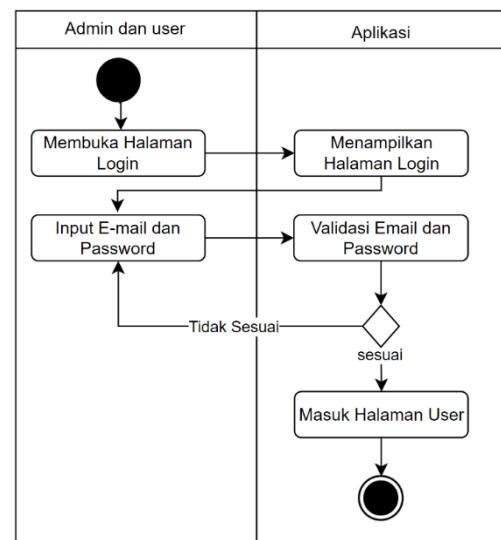 Admin dan user
Aplikasi
Membuka Halaman
Login
Menampilkan
Halaman Login
Input E-mail dan
Password
Validasi Email dan
Password
Tidak Sesuai
sesuai
Masuk Halaman User